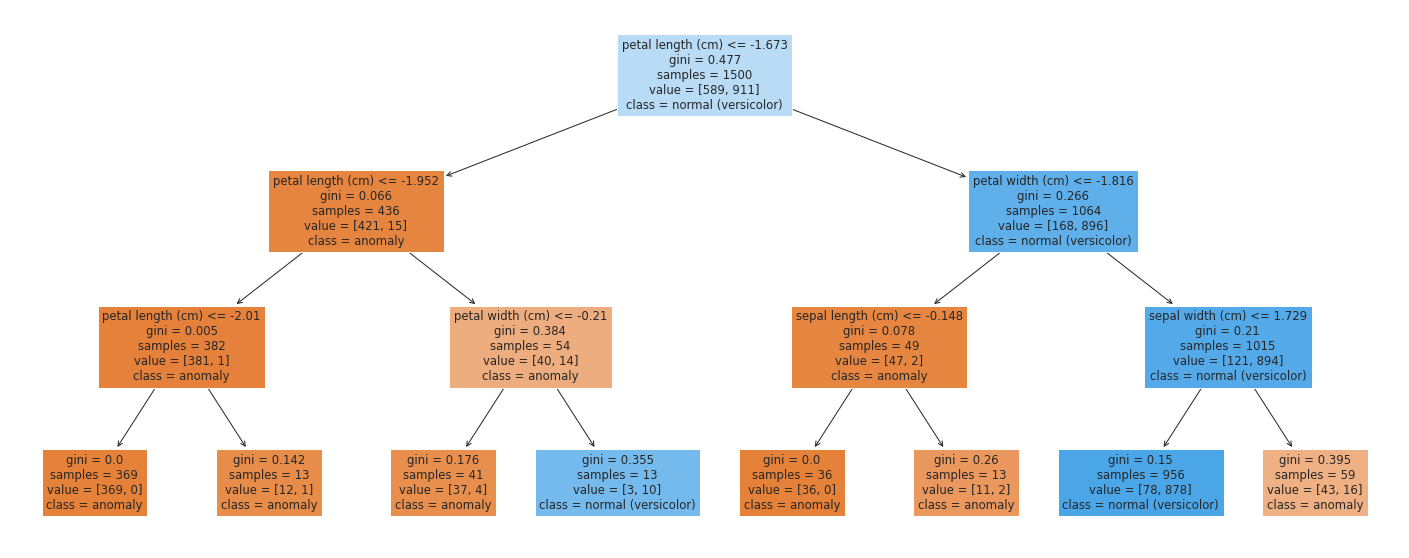 petal length (cm) <= -1.673
gini = 0.477
samples = 1500
value = [589, 911]
class = normal (versicolor)
petal length (cm) <= -1.952
gini = 0.066
samples = 436
value = [421, 15]
class = anomaly
petal width (cm) <= -1.816
gini = 0.266
samples = 1064
value = [168, 896]
class = normal (versicolor)
petal length (cm) <= -2.01
gini = 0.005
samples = 382
value = [381, 1]
class = anomaly
petal width (cm) <= -0.21
gini = 0.384
samples = 54
value = [40, 14]
class = anomaly
sepal length (cm) <= -0.148
gini = 0.078
samples = 49
value = [47, 2]
class = anomaly
sepal width (cm) <= 1.729
gini = 0.21
samples = 1015
value = [121, 894]
class = normal (versicolor)
gini = 0.0
samples = 369
value = [369, 0]
class = anomaly
gini = 0.142
samples = 13
value = [12, 1]
class = anomaly
gini = 0.176
samples = 41
value = [37, 4]
class = anomaly
gini = 0.355
samples = 13
value = [3, 10]
class = normal (versicolor)
gini = 0.0
samples = 36
value = [36, 0]
class = anomaly
gini = 0.26
samples = 13
value = [11, 2]
class = anomaly
gini = 0.15
samples = 956
value = [78, 878]
class = normal (versicolor)
gini = 0.395
samples = 59
value = [43, 16]
class = anomaly